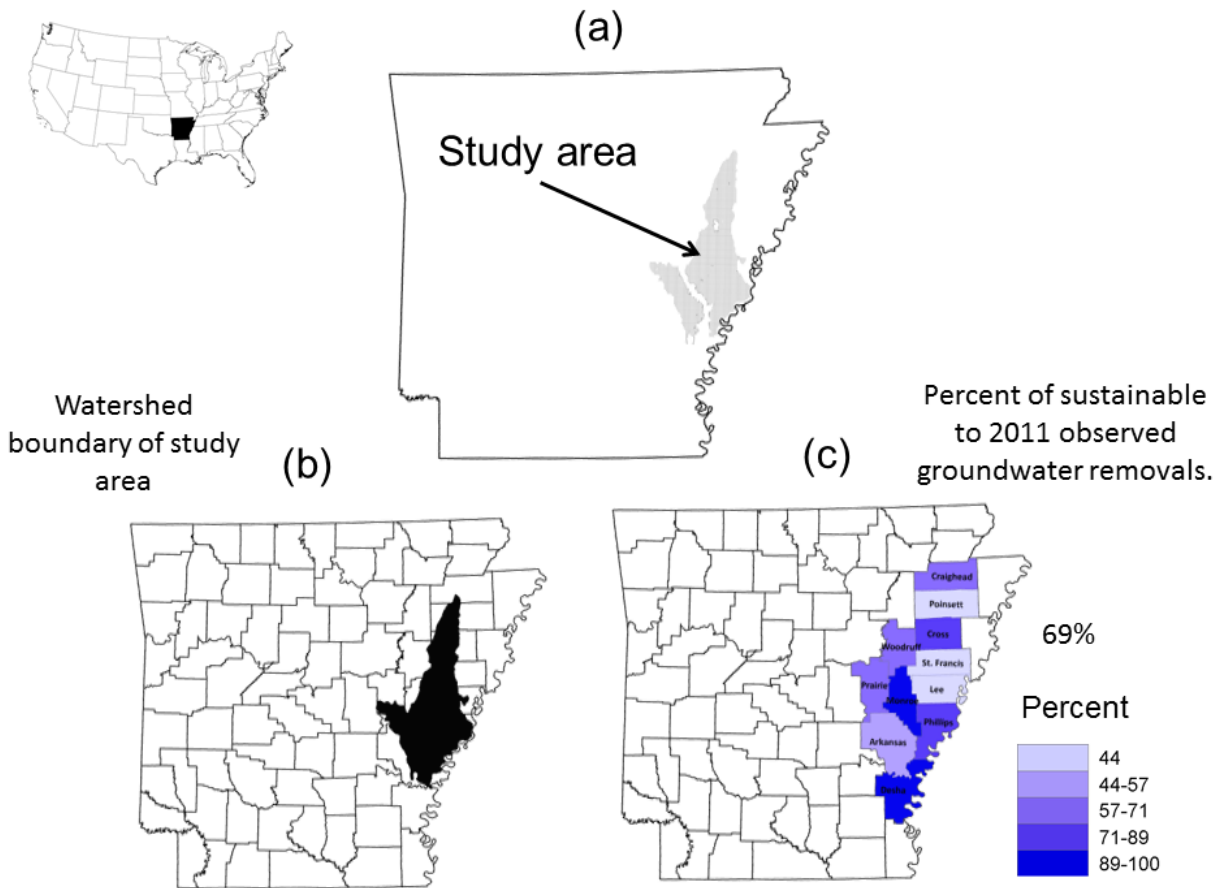 (a)
Study area
Watershed
boundary of study
area
(b)
(c)
Percent of sustainable
to 2011 observed
groundwater removals.
Craighead
Poinsett
Cross
Woodruff
St. Francis
Prairie
Lee
Monroe
Phillips
Arkansas
Desha
69%
Percent
44
44-57
57-71
71-89
89-100